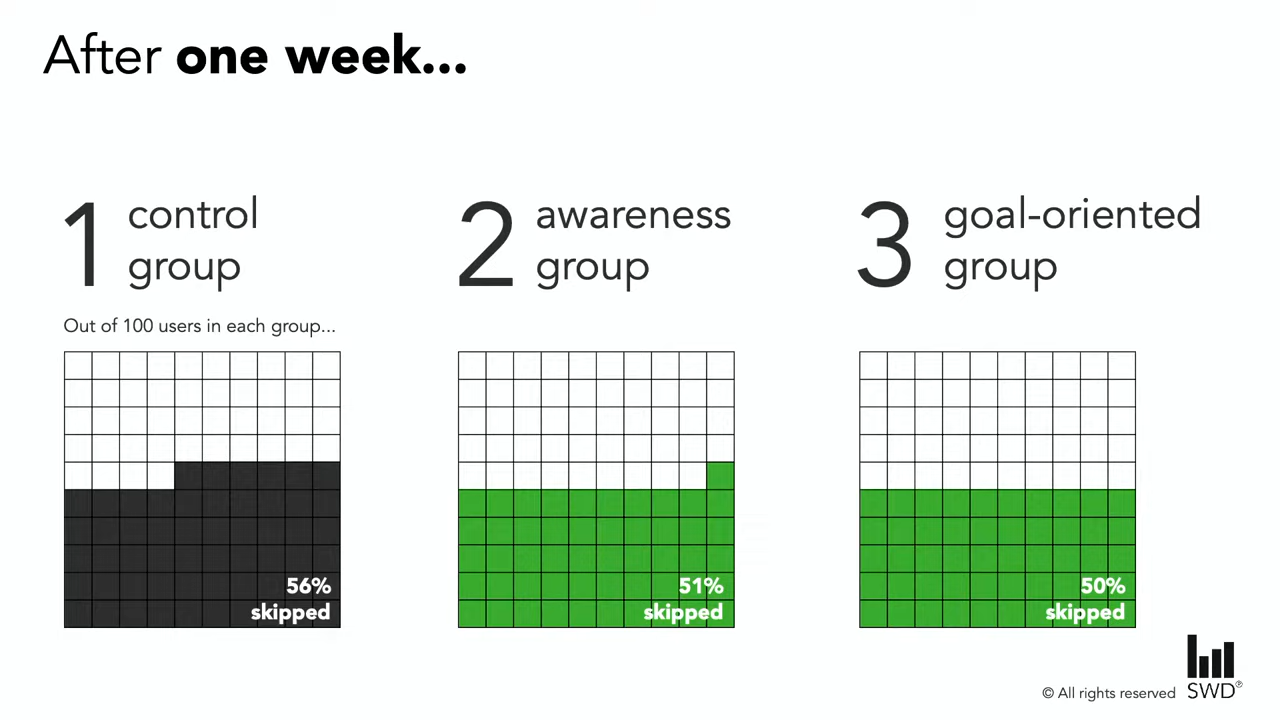 After one week...
1 control
group
2 awareness
group
3 goal-oriented
group
Out of 100 users in each group...
56%
skipped
51%
skipped
50%
skipped
© All rights reserved
SWD®